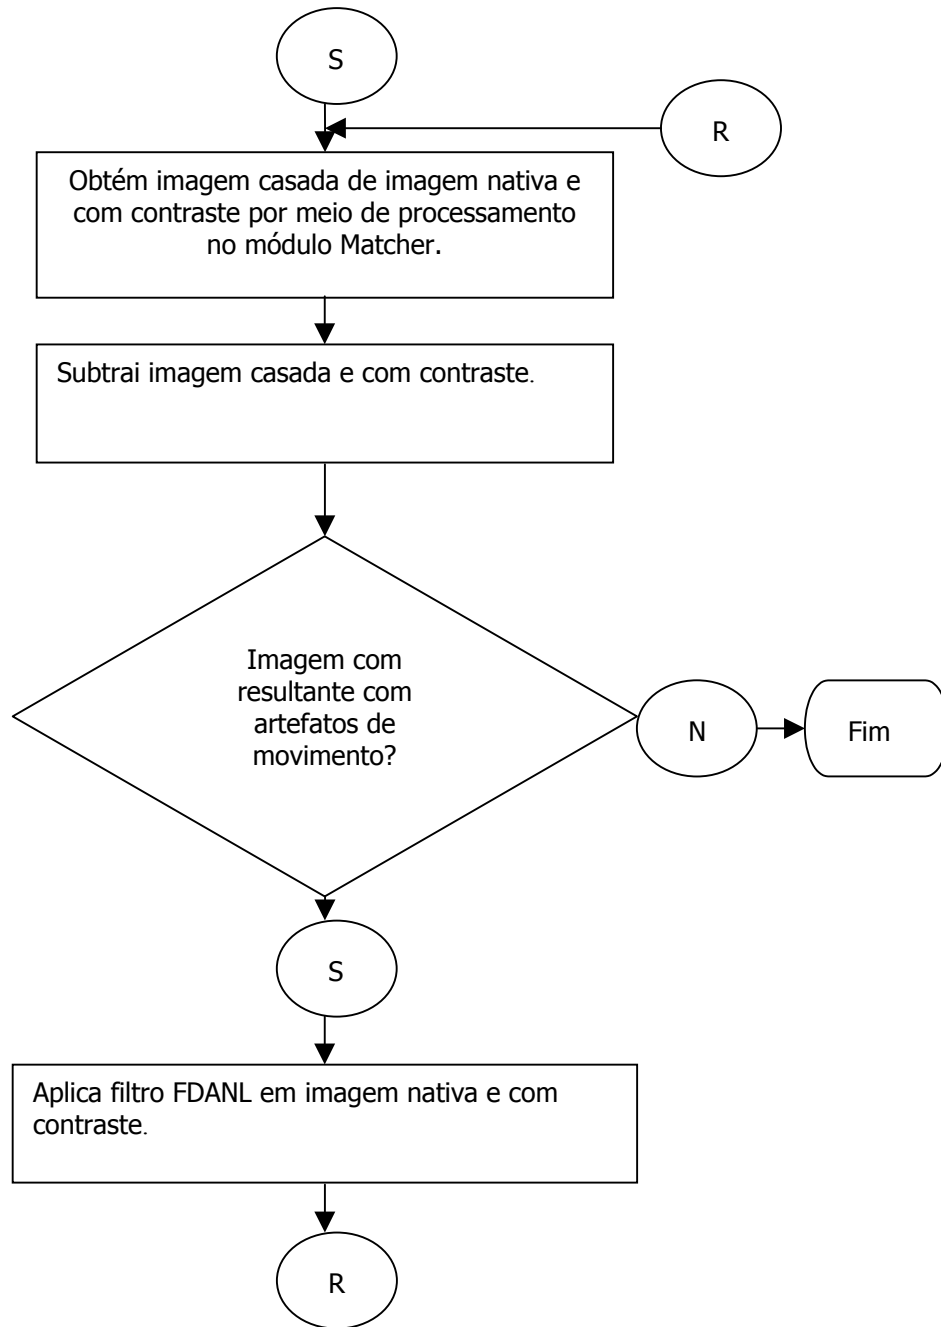 S
R
Obtém imagem casada de imagem nativa e
com contraste por meio de processamento
no módulo Matcher.
Subtrai imagem casada e com contraste.
Imagem com
resultante com
artefatos de
movimento?
N
Fim
S
Aplica filtro FDANL em imagem nativa e com
contraste.
R